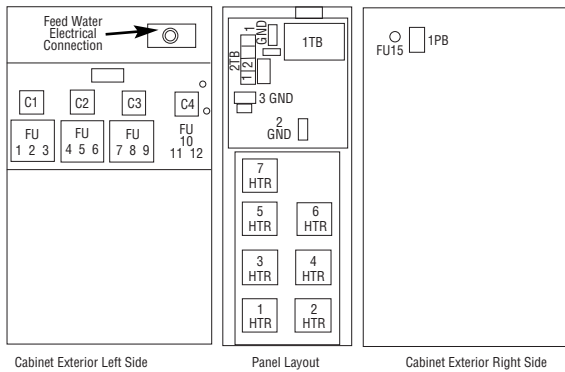 Feed Water
Electrical
Connection
C1 C2 C3 C4
FU
1 2 3
FU
4 5 6
FU
7 8 9
FU
10
11 12
Cabinet Exterior Left Side
1
GND
2TB
1 2
1TB
3 GND
2
GND
7
HTR
5
HTR
6
HTR
3
HTR
4
HTR
1
HTR
2
HTR
Panel Layout
FU15
1PB
Cabinet Exterior Right Side